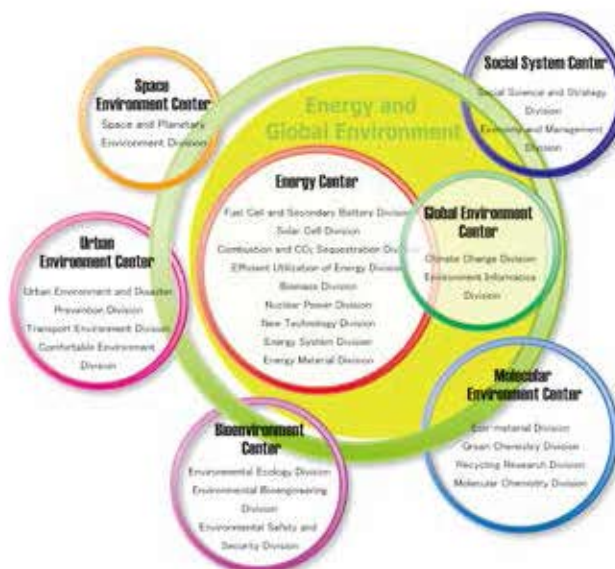 Space
Environment Center
Space and Planetary
Environment Division
Social System Center
Social Science and Strategy
Division
Economy and Management
Division
Energy and
Global Environment
Energy Center
Fuel Cell and Secondary Battery Division
Solar Cell Division
Combustion and CO₂ Sequestration Division
Efficient Utilization of Energy Division
Biomass Division
Nuclear Power Division
New Technology Division
Energy System Division
Energy Material Division
Global Environment
Center
Climate Change Division
Environment Informatics
Division
Urban
Environment Center
Urban Environment and Disaster
Prevention Division
Transport Environment Division
Comfortable Environment
Division
Molecular
Environment Center
Eco-material Division
Green Chemistry Division
Recycling Research Division
Molecular Chemistry Division
Bioenvironment
Center
Environmental Ecology Division
Environmental Bioengineering
Division
Environmental Safety and
Security Division